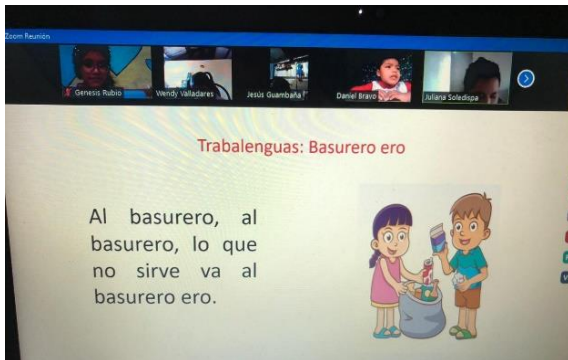 Zoom Reunión
Genesis Rubio
Wendy Valladares
Jesús Guambaña
Daniel Bravo
Juliana Soledispa
Trabalenguas: Basurero ero
Al basurero, al
basurero, lo que
no sirve va al
basurero ero.